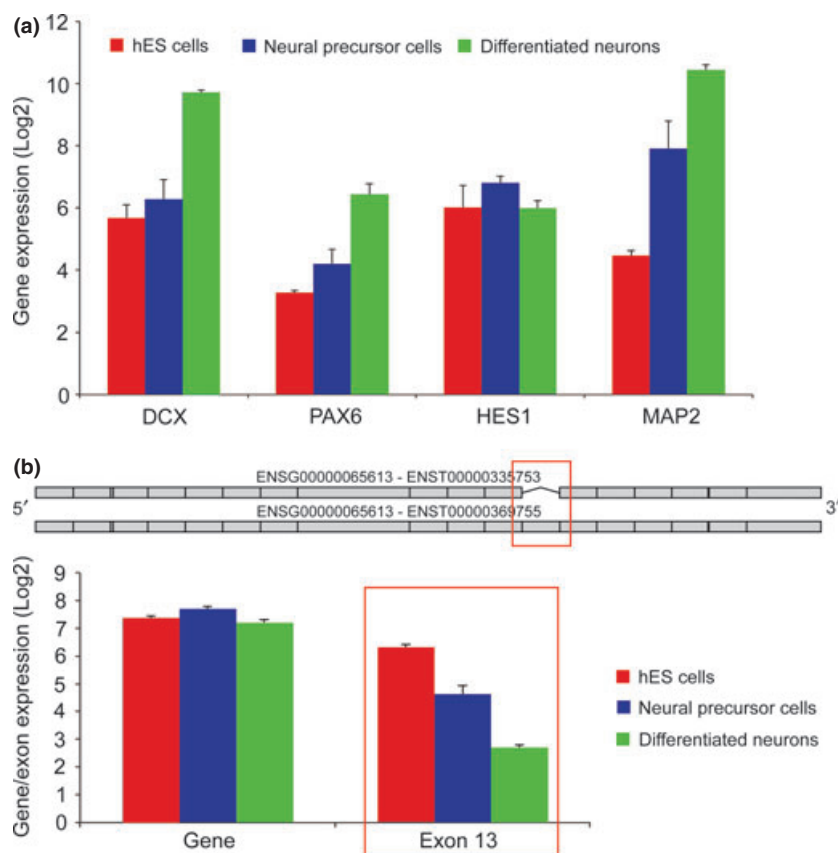 (a)
12
10
8
6
4
2
0
Gene expression (Log2)
hES cells Neural precursor cells Differentiated neurons
DCX PAX6 HES1 MAP2
(b)
ENSG00000065613 - ENST00000335753
5′ 3′
ENSG00000065613 - ENST00000369755
9
8
7
6
5
4
3
2
1
0
Gene/exon expression (Log2)
Gene Exon 13
hES cells
Neural precursor cells
Differentiated neurons